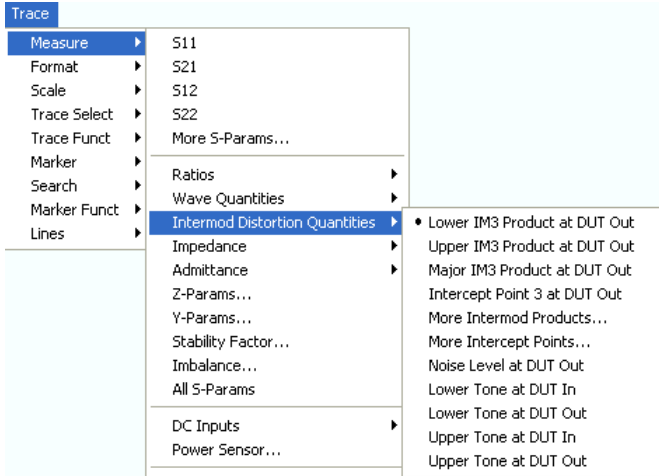 Trace
Measure
Format
Scale
Trace Select
Trace Funct
Marker
Search
Marker Funct
Lines
S11
S21
S12
S22
More S-Params...
Ratios
Wave Quantities
Intermod Distortion Quantities
Impedance
Admittance
Z-Params...
Y-Params...
Stability Factor...
Imbalance...
All S-Params
DC Inputs
Power Sensor...
• Lower IM3 Product at DUT Out
Upper IM3 Product at DUT Out
Major IM3 Product at DUT Out
Intercept Point 3 at DUT Out
More Intermod Products...
More Intercept Points...
Noise Level at DUT Out
Lower Tone at DUT In
Lower Tone at DUT Out
Upper Tone at DUT In
Upper Tone at DUT Out